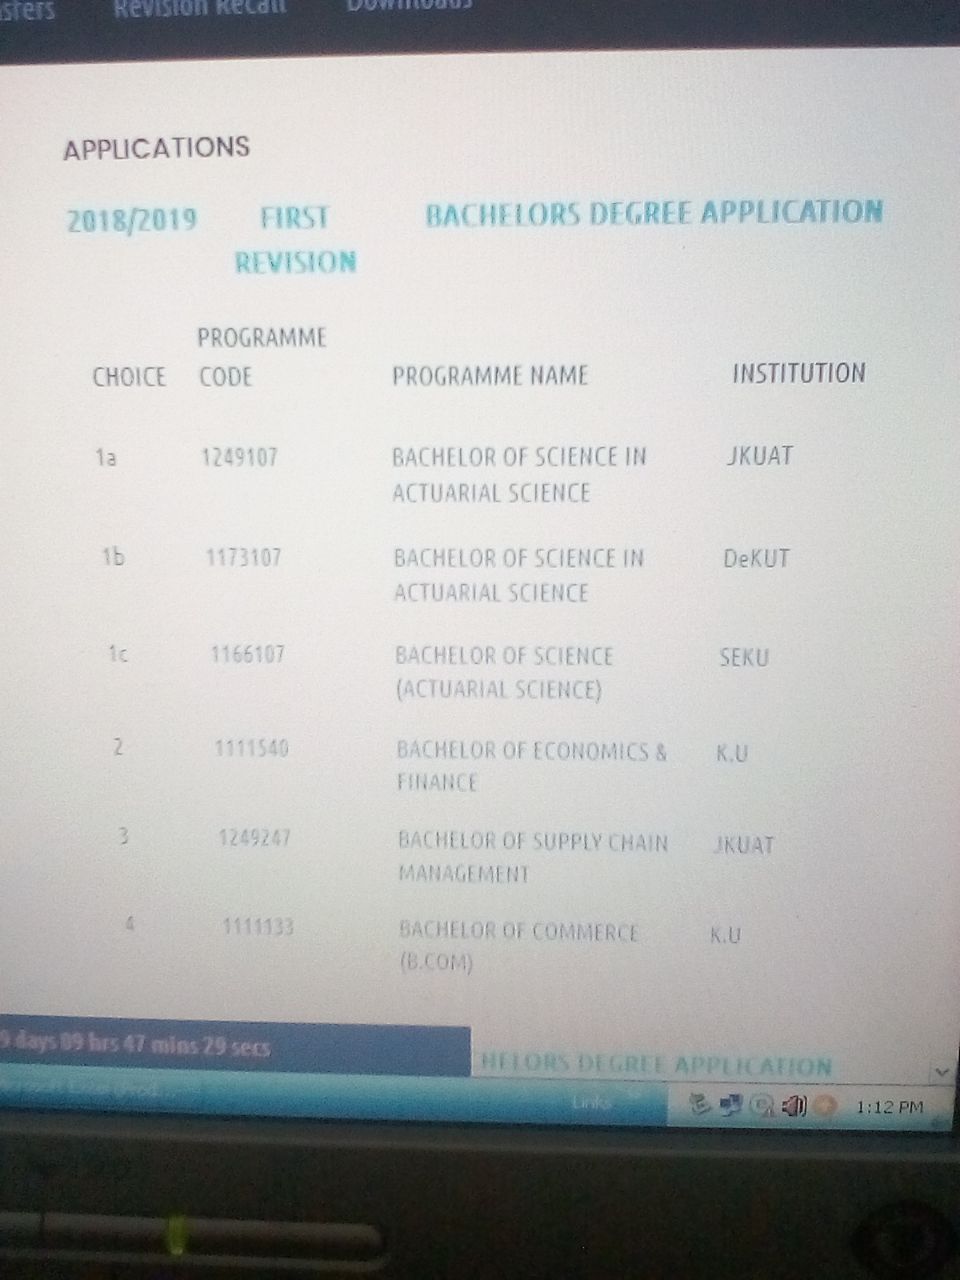 Revision Recall Downloads
APPLICATIONS
2018/2019 FIRST REVISION BACHELORS DEGREE APPLICATION
CHOICE PROGRAMME CODE PROGRAMME NAME INSTITUTION
1a 1249107 BACHELOR OF SCIENCE IN JKUAT
ACTUARIAL SCIENCE
1b 1173107 BACHELOR OF SCIENCE IN DeKUT
ACTUARIAL SCIENCE
1c 1166107 BACHELOR OF SCIENCE SEKU
(ACTUARIAL SCIENCE)
2 1111540 BACHELOR OF ECONOMICS & K.U
FINANCE
3 1249247 BACHELOR OF SUPPLY CHAIN JKUAT
MANAGEMENT
4 1111133 BACHELOR OF COMMERCE K.U
(B.COM)
9 days 09 hrs 47 mins 29 secs
HELORS DEGREE APPLICATION
Links
1:12 PM